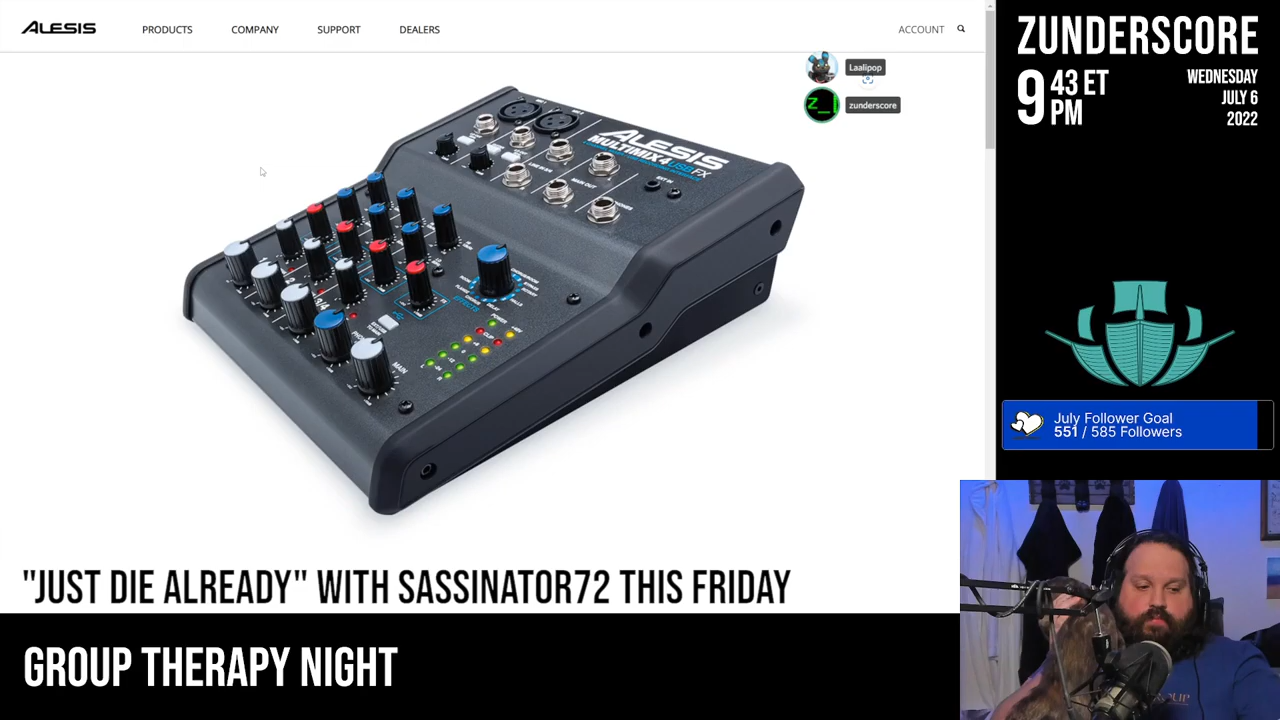 ALESIS
PRODUCTS
COMPANY
SUPPORT
DEALERS
ACCOUNT
Laalipop
zunderscore
ALESIS
MULTIMIX4 USB FX
MAIN OUT
MAIN
ZUNDERSCORE
9 43 ET
PM
WEDNESDAY
JULY 6
2022
July Follower Goal
551 / 585 Followers
"JUST DIE ALREADY" WITH SASSINATOR72 THIS FRIDAY
GROUP THERAPY NIGHT